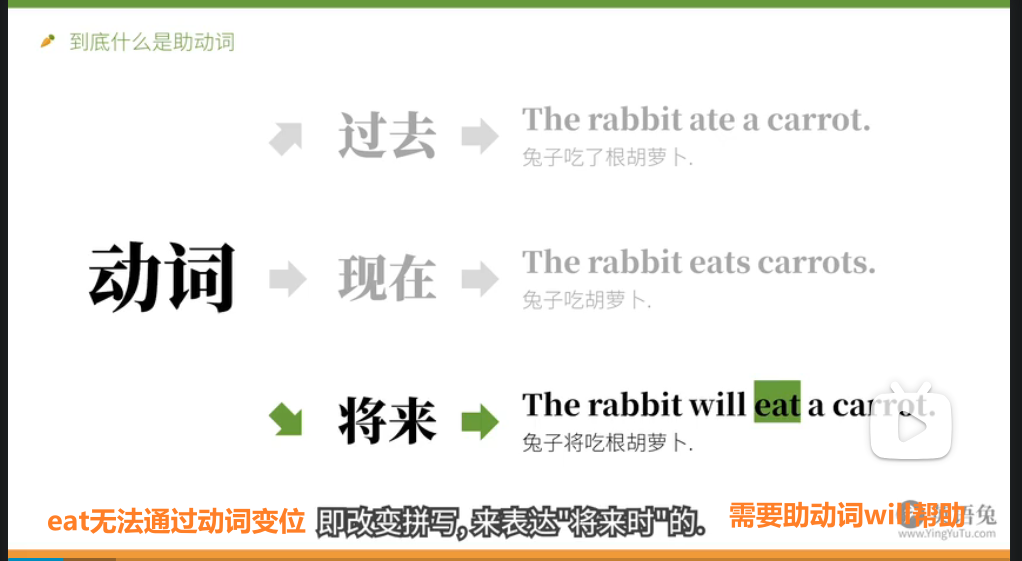 到底什么是助动词
过去
The rabbit ate a carrot.
兔子吃了根胡萝卜.
动词
现在
The rabbit eats carrots.
兔子吃胡萝卜.
将来
The rabbit will eat a carrot.
兔子将吃根胡萝卜.
eat无法通过动词变位
即改变拼写, 来表达"将来时"的.
需要助动词will帮助
语兔
www.YingYuTu.com